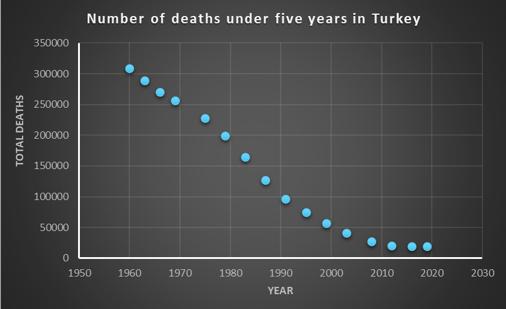 Number of deaths under five years in Turkey
350000
300000
250000
200000
150000
100000
50000
0
TOTAL DEATHS
1950 1960 1970 1980 1990 2000 2010 2020 2030
YEAR